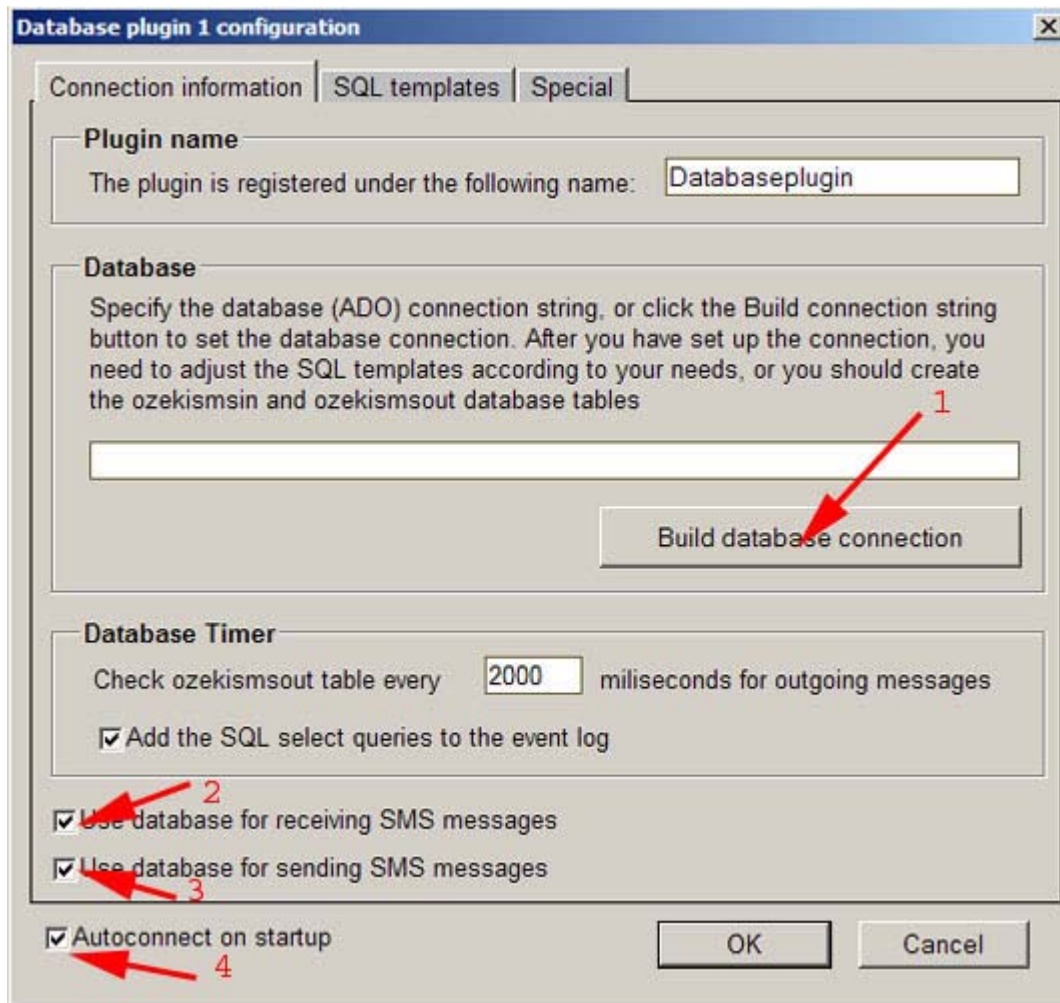 Database plugin 1 configuration
Connection information
SQL templates
Special
Plugin name
The plugin is registered under the following name:
Databaseplugin
Database
Specify the database (ADO) connection string, or click the Build connection string
button to set the database connection. After you have set up the connection, you
need to adjust the SQL templates according to your needs, or you should create
the ozekismsin and ozekismsout database tables
1
Build database connection
Database Timer
Check ozekismsout table every 2000 miliseconds for outgoing messages
Add the SQL select queries to the event log
2
Use database for receiving SMS messages
Use database for sending SMS messages
3
Autoconnect on startup
4
OK
Cancel